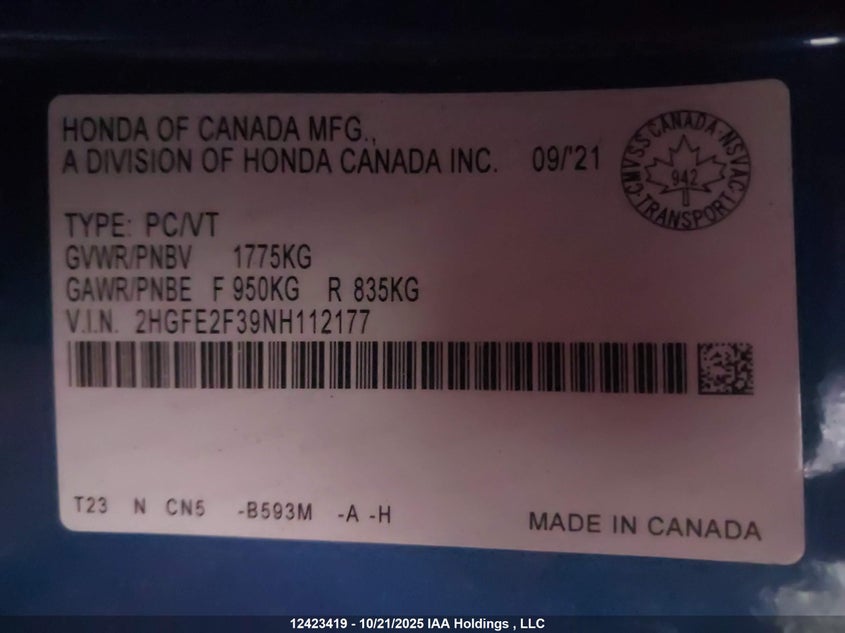 HONDA OF CANADA MFG.,
A DIVISION OF HONDA CANADA INC. 09/'21
CMVSS·CANADA·NSVAC·TRANSPORT
942
TYPE: PC/VT
GVWR/PNBV 1775KG
GAWR/PNBE F 950KG R 835KG
V.I.N. 2HGFE2F39NH112177
T23 N CN5 -B593M -A -H
MADE IN CANADA
12423419 - 10/21/2025 IAA Holdings , LLC